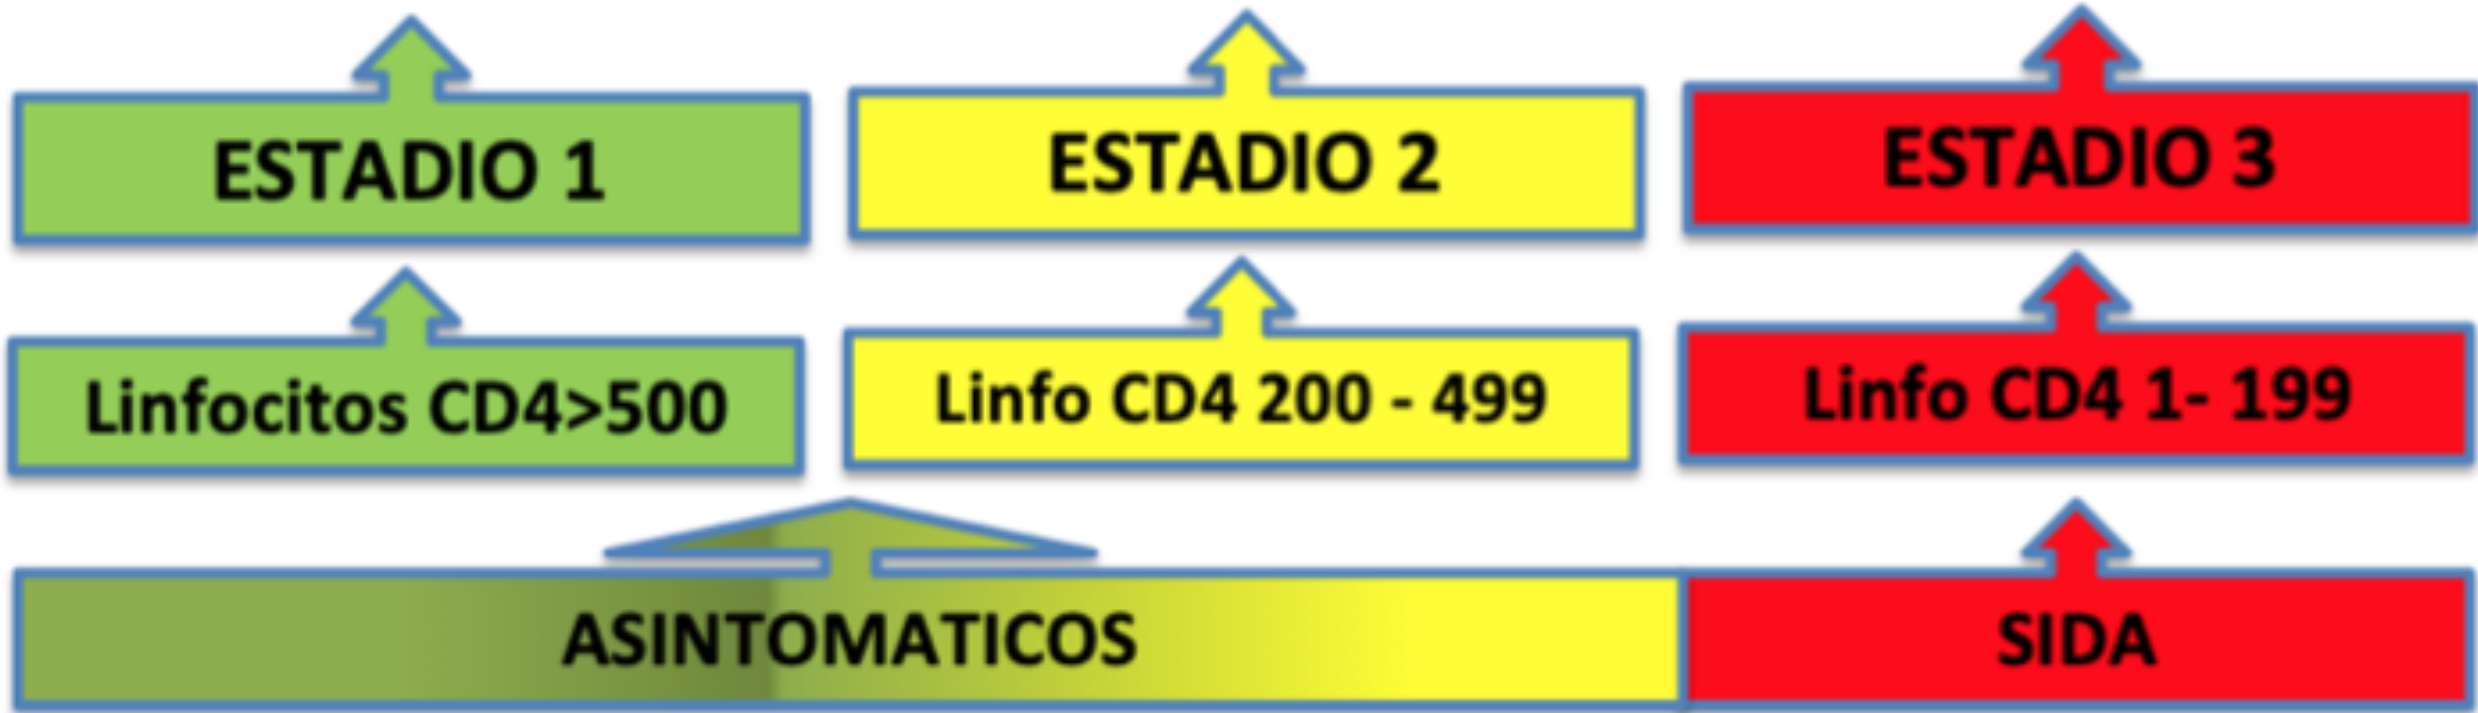 ESTADIO 1
ESTADIO 2
ESTADIO 3
Linfocitos CD4>500
Linfo CD4 200 - 499
Linfo CD4 1- 199
ASINTOMATICOS
SIDA